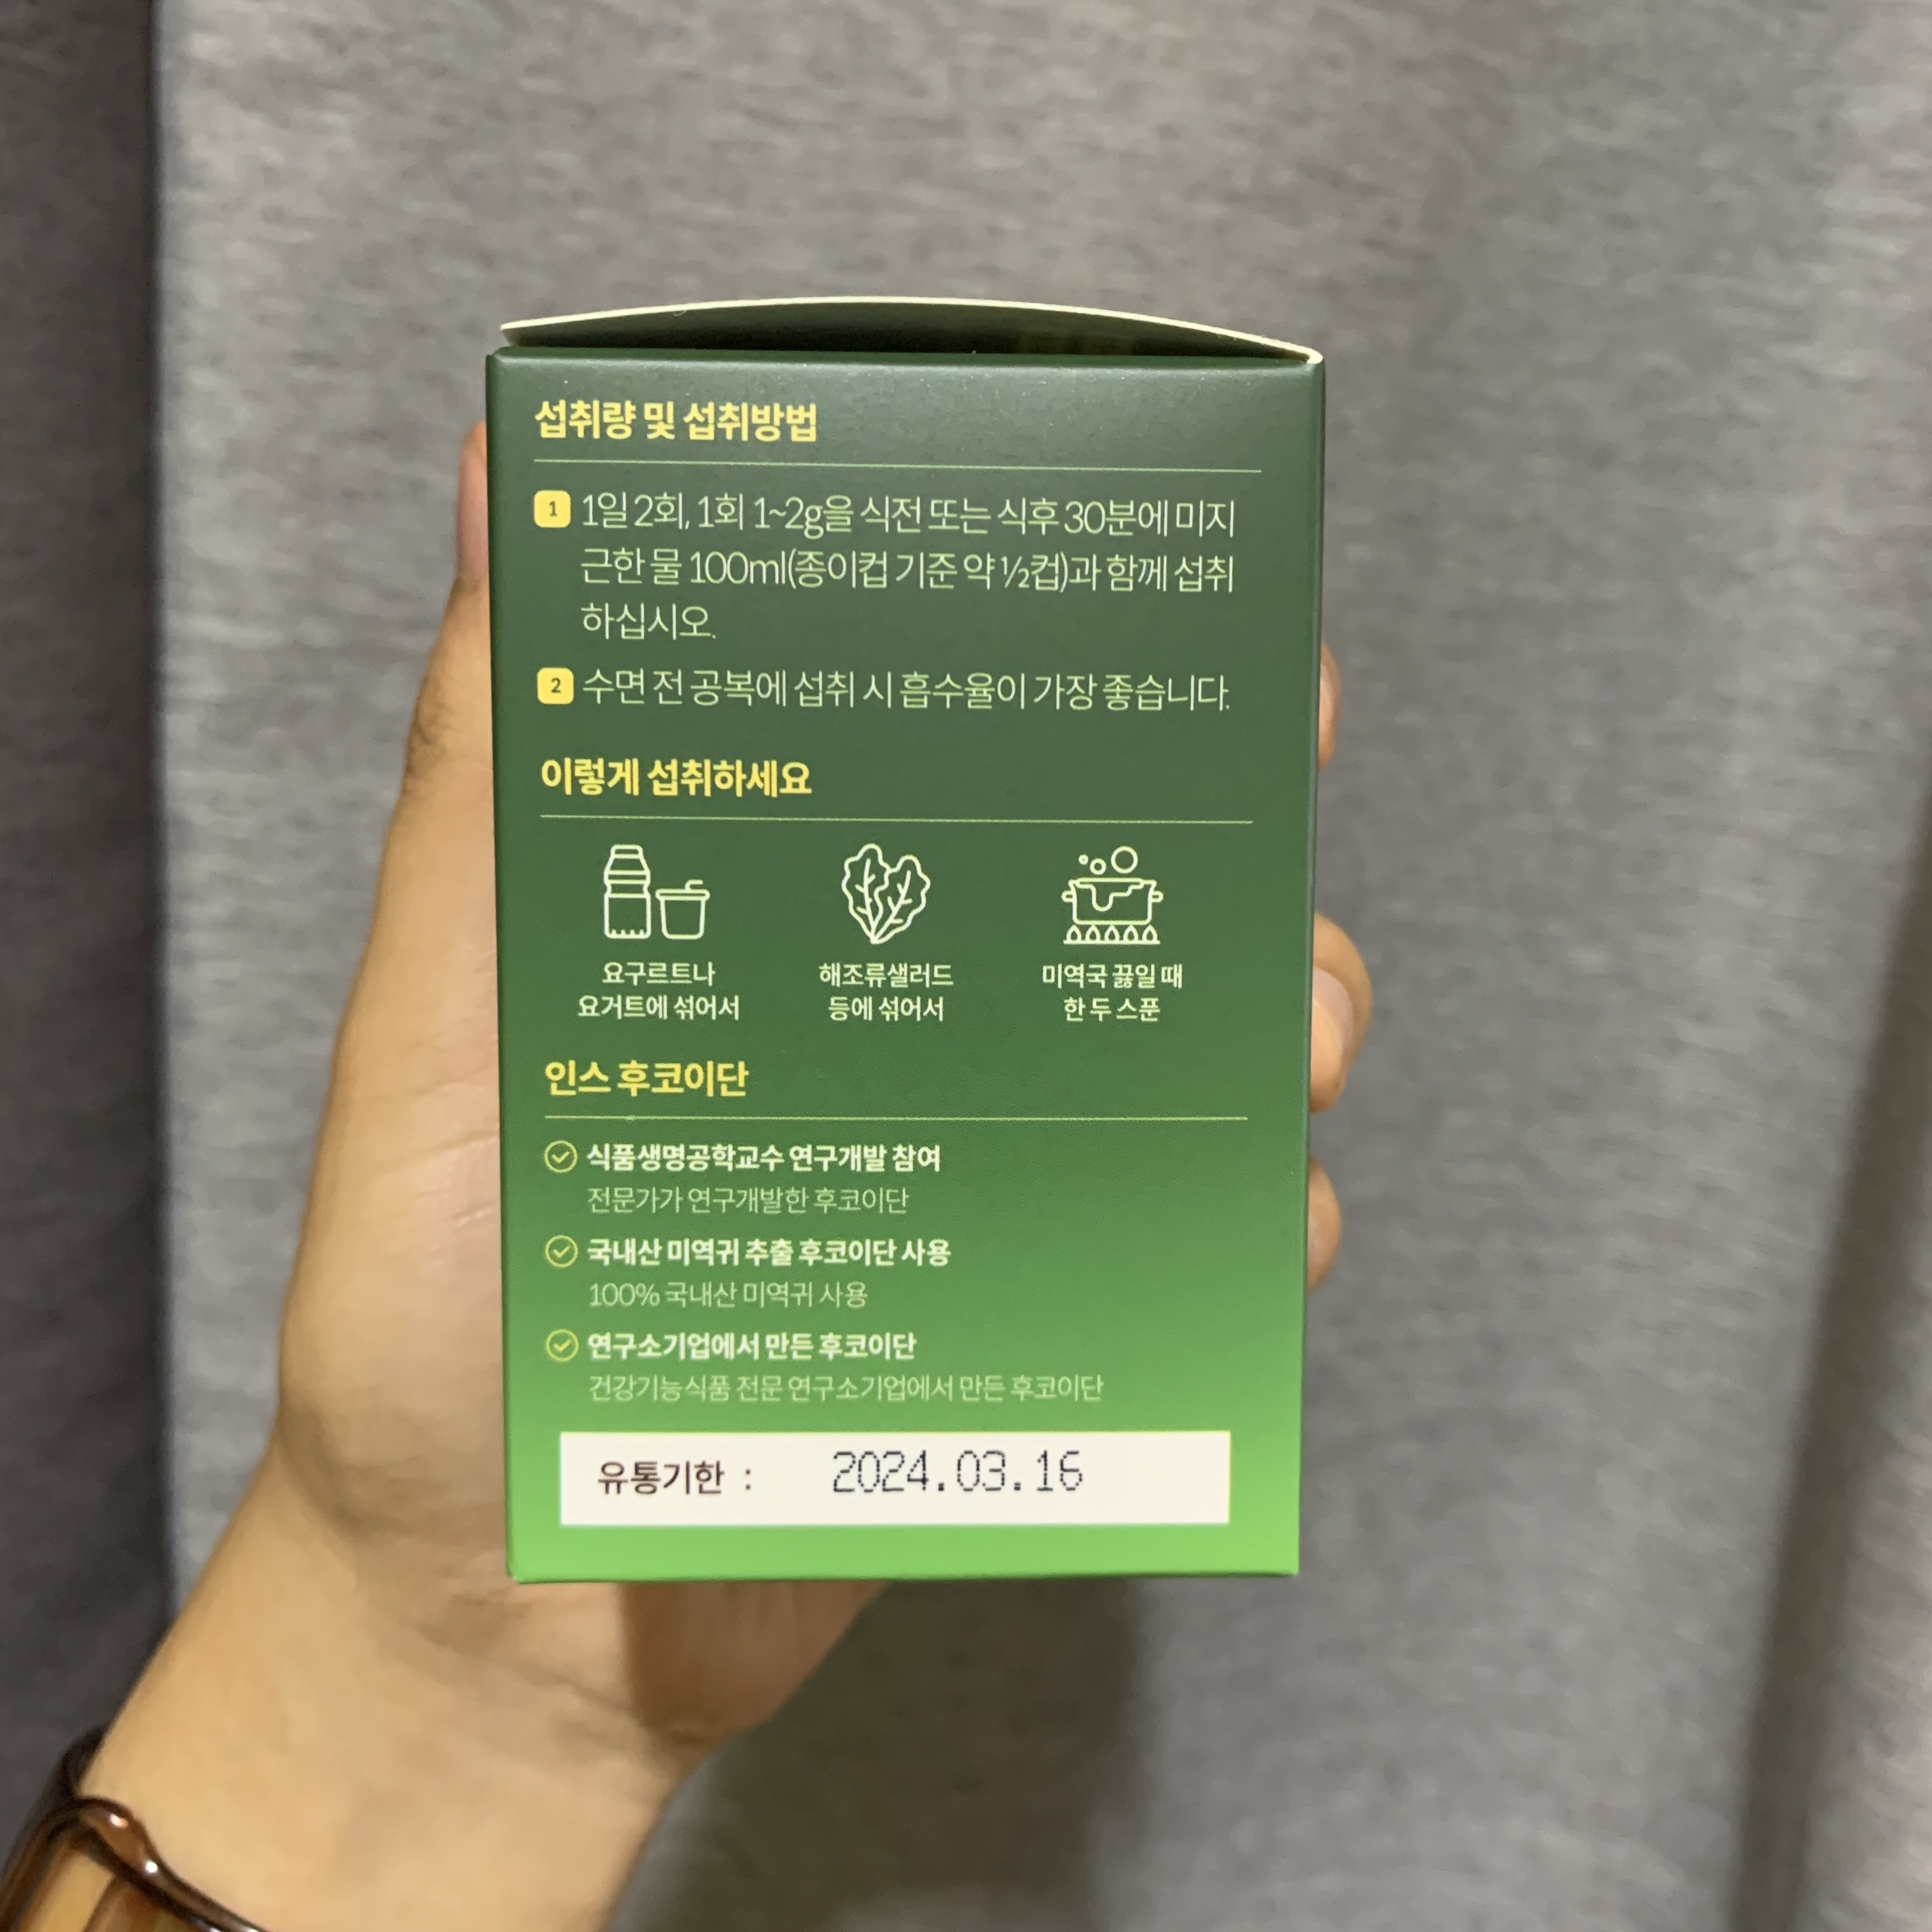 섭취량 및 섭취방법
1 1일 2회, 1회 1~2g을 식전 또는 식후 30분에 미지
근한 물 100ml(종이컵 기준 약 ½컵)과 함께 섭취
하십시오.
2 수면 전 공복에 섭취 시 흡수율이 가장 좋습니다.
이렇게 섭취하세요
요구르트나
요거트에 섞어서
해조류샐러드
등에 섞어서
미역국 끓일 때
한 두 스푼
인스 후코이단
식품생명공학교수 연구개발 참여
전문가가 연구개발한 후코이단
국내산 미역귀 추출 후코이단 사용
100% 국내산 미역귀 사용
연구소기업에서 만든 후코이단
건강기능식품 전문 연구소기업에서 만든 후코이단
유통기한 : 2024.03.16